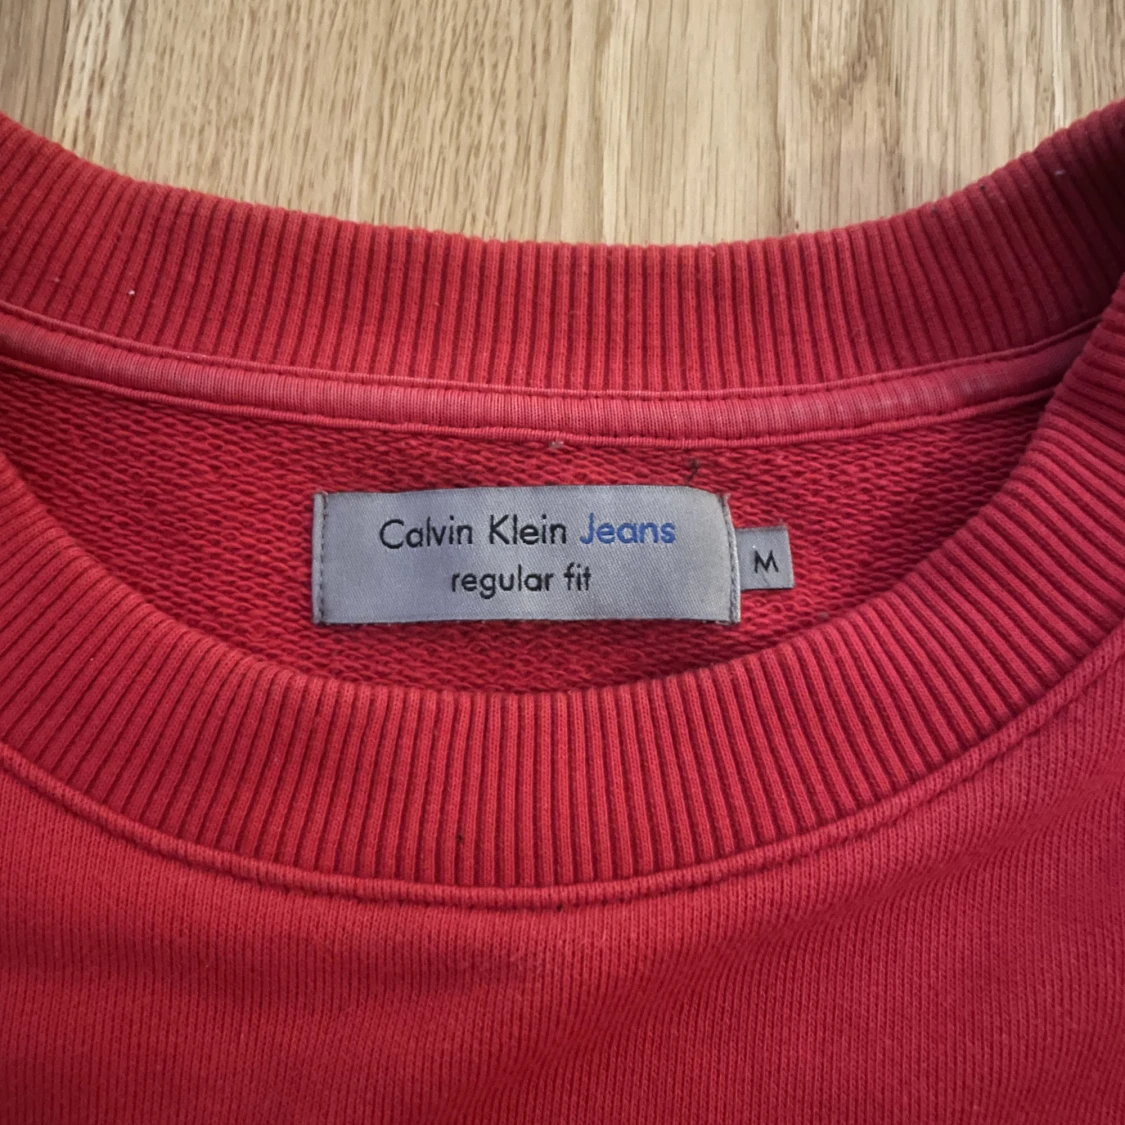 Calvin Klein Jeans
regular fit
M